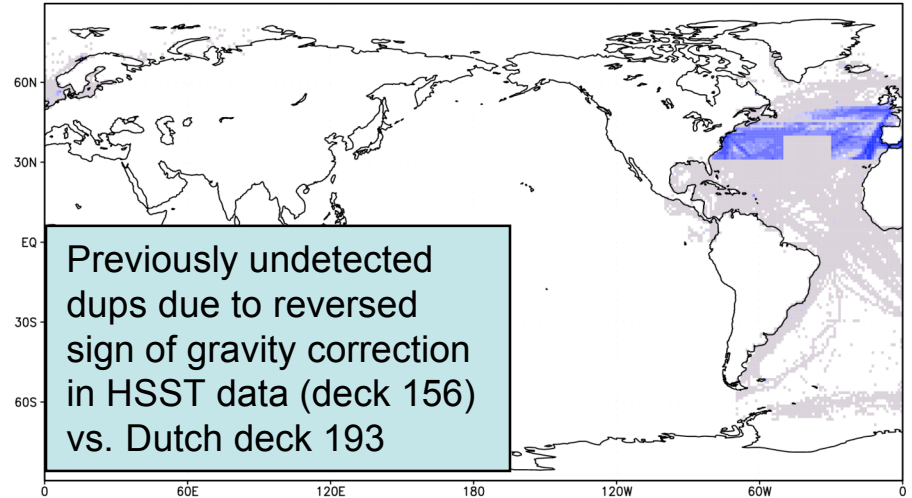 60N
30N
EQ
30S
60S
Previously undetected
dups due to reversed
sign of gravity correction
in HSST data (deck 156)
vs. Dutch deck 193
0
60E
120E
180
120W
60W
0